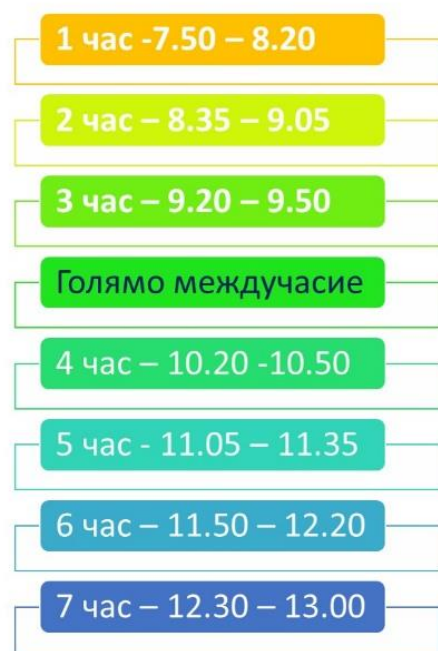 1 час -7.50 – 8.20
2 час – 8.35 – 9.05
3 час – 9.20 – 9.50
Голямо междучасие
4 час – 10.20 -10.50
5 час - 11.05 – 11.35
6 час – 11.50 – 12.20
7 час – 12.30 – 13.00